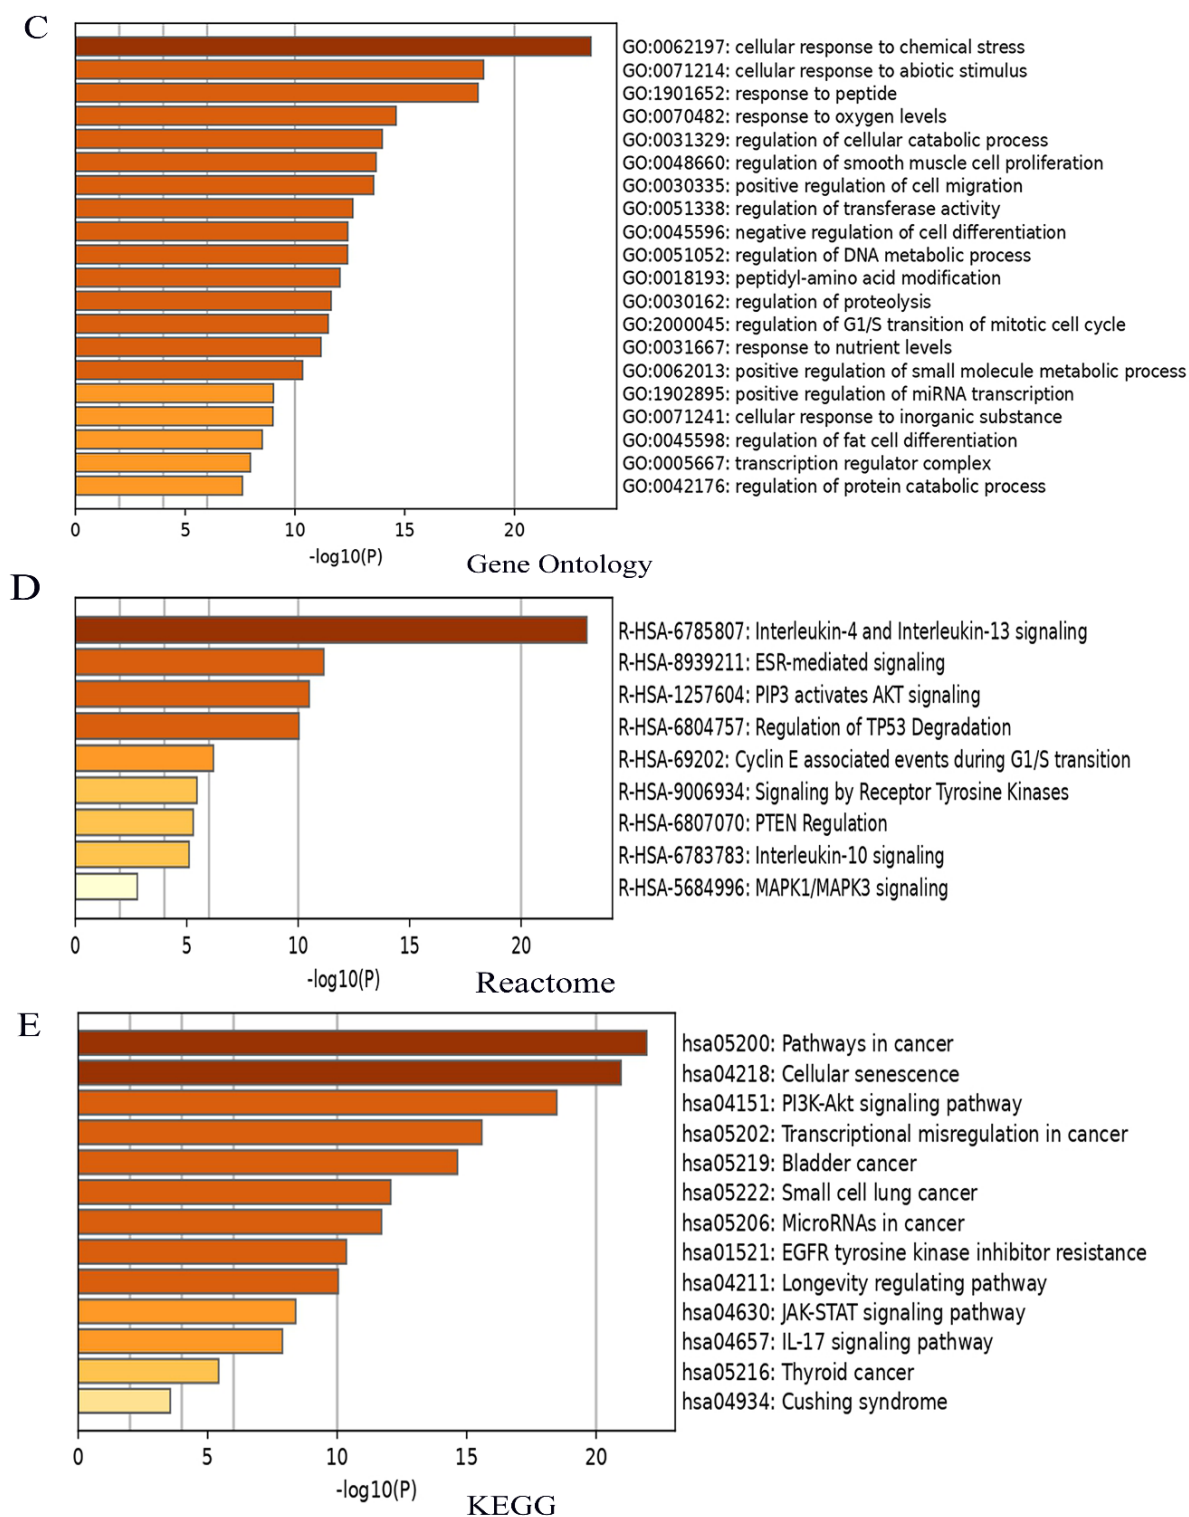 C
GO:0062197: cellular response to chemical stress
GO:0071214: cellular response to abiotic stimulus
GO:1901652: response to peptide
GO:0070482: response to oxygen levels
GO:0031329: regulation of cellular catabolic process
GO:0048660: regulation of smooth muscle cell proliferation
GO:0030335: positive regulation of cell migration
GO:0051338: regulation of transferase activity
GO:0045596: negative regulation of cell differentiation
GO:0051052: regulation of DNA metabolic process
GO:0018193: peptidyl-amino acid modification
GO:0030162: regulation of proteolysis
GO:2000045: regulation of G1/S transition of mitotic cell cycle
GO:0031667: response to nutrient levels
GO:0062013: positive regulation of small molecule metabolic process
GO:1902895: positive regulation of miRNA transcription
GO:0071241: cellular response to inorganic substance
GO:0045598: regulation of fat cell differentiation
GO:0005667: transcription regulator complex
GO:0042176: regulation of protein catabolic process
0 5 10 15 20
-log10(P)
Gene Ontology
D
R-HSA-6785807: Interleukin-4 and Interleukin-13 signaling
R-HSA-8939211: ESR-mediated signaling
R-HSA-1257604: PIP3 activates AKT signaling
R-HSA-6804757: Regulation of TP53 Degradation
R-HSA-69202: Cyclin E associated events during G1/S transition
R-HSA-9006934: Signaling by Receptor Tyrosine Kinases
R-HSA-6807070: PTEN Regulation
R-HSA-6783783: Interleukin-10 signaling
R-HSA-5684996: MAPK1/MAPK3 signaling
0 5 10 15 20
-log10(P)
Reactome
E
hsa05200: Pathways in cancer
hsa04218: Cellular senescence
hsa04151: PI3K-Akt signaling pathway
hsa05202: Transcriptional misregulation in cancer
hsa05219: Bladder cancer
hsa05222: Small cell lung cancer
hsa05206: MicroRNAs in cancer
hsa01521: EGFR tyrosine kinase inhibitor resistance
hsa04211: Longevity regulating pathway
hsa04630: JAK-STAT signaling pathway
hsa04657: IL-17 signaling pathway
hsa05216: Thyroid cancer
hsa04934: Cushing syndrome
0 5 10 15 20
-log10(P)
KEGG